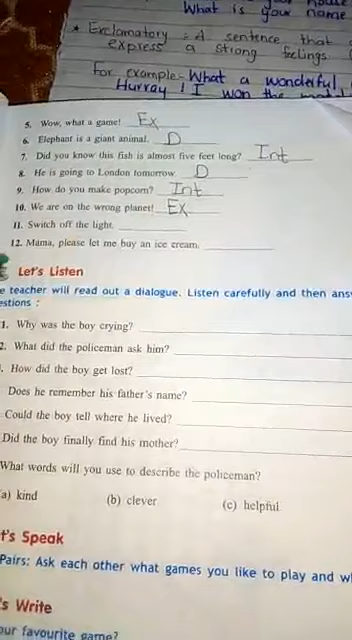 What is your name
* Exclamatory :- A sentence that
express a strong feelings
For example:- What a wonderful
Hurray ! I won the
5. Wow, what a game! Ex
6. Elephant is a giant animal. D
7. Did you know this fish is almost five feet long? Int
8. He is going to London tomorrow. D
9. How do you make popcorn? Int
10. We are on the wrong planet! Ex
11. Switch off the light.
12. Mama, please let me buy an ice cream.
Let's Listen
e teacher will read out a dialogue. Listen carefully and then ans
estions :
1. Why was the boy crying?
2. What did the policeman ask him?
. How did the boy get lost?
Does he remember his father's name?
Could the boy tell where he lived?
Did the boy finally find his mother?
What words will you use to describe the policeman?
a) kind (b) clever (c) helpful
t's Speak
Pairs: Ask each other what games you like to play and w
's Write
our favourite game?